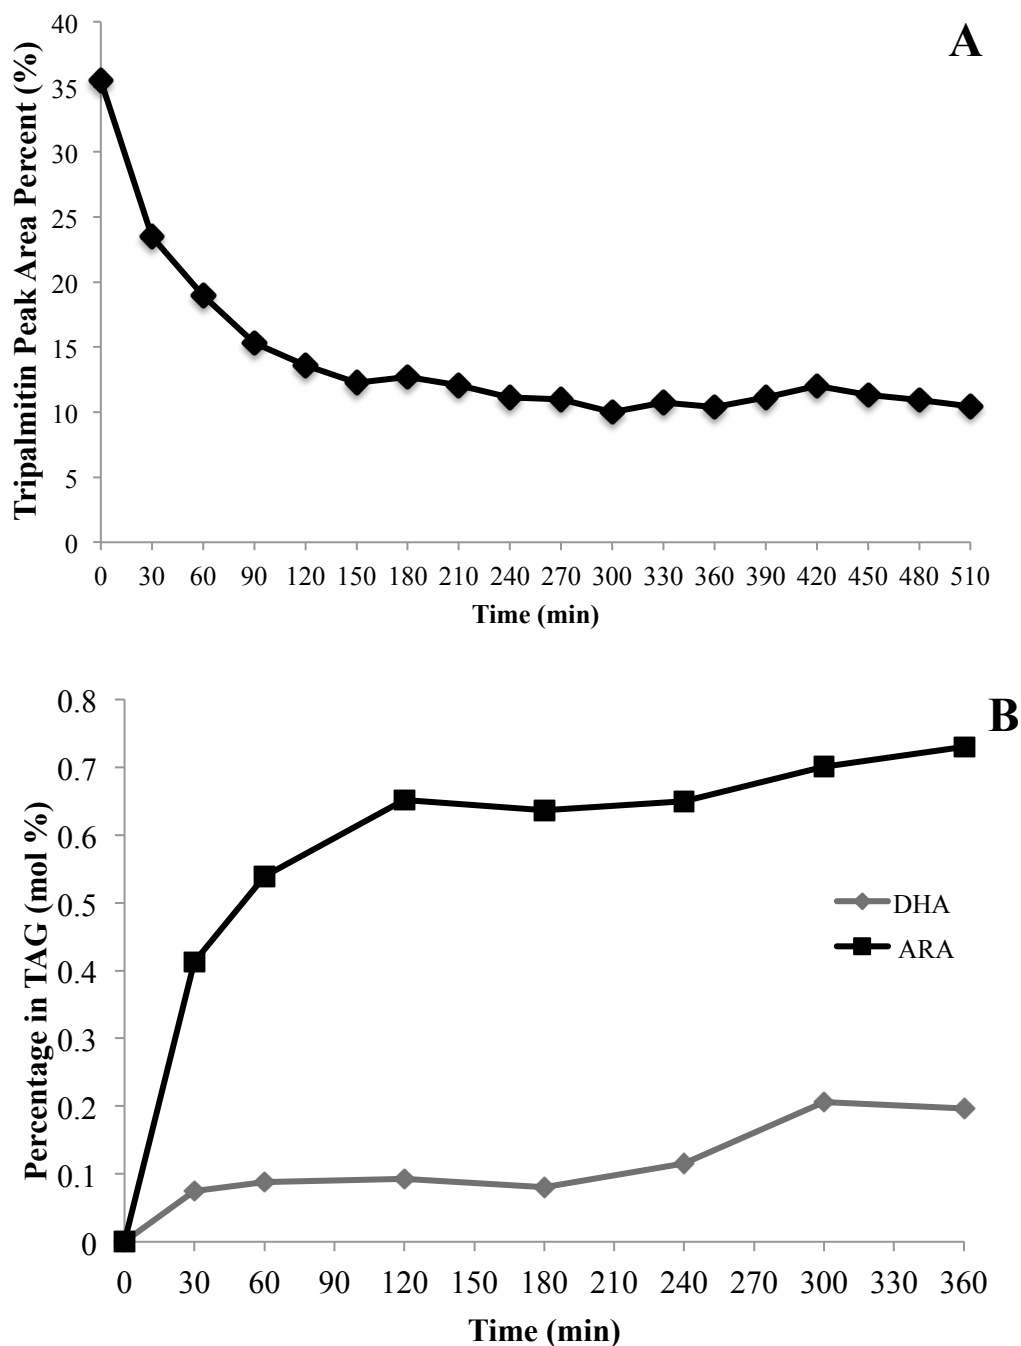 A
Tripalmitin Peak Area Percent (%)
40
35
30
25
20
15
10
5
0
0 30 60 90 120 150 180 210 240 270 300 330 360 390 420 450 480 510
Time (min)
B
Percentage in TAG (mol %)
0.8
0.7
0.6
0.5
0.4
0.3
0.2
0.1
0
DHA
ARA
0 30 60 90 120 150 180 210 240 270 300 330 360
Time (min)